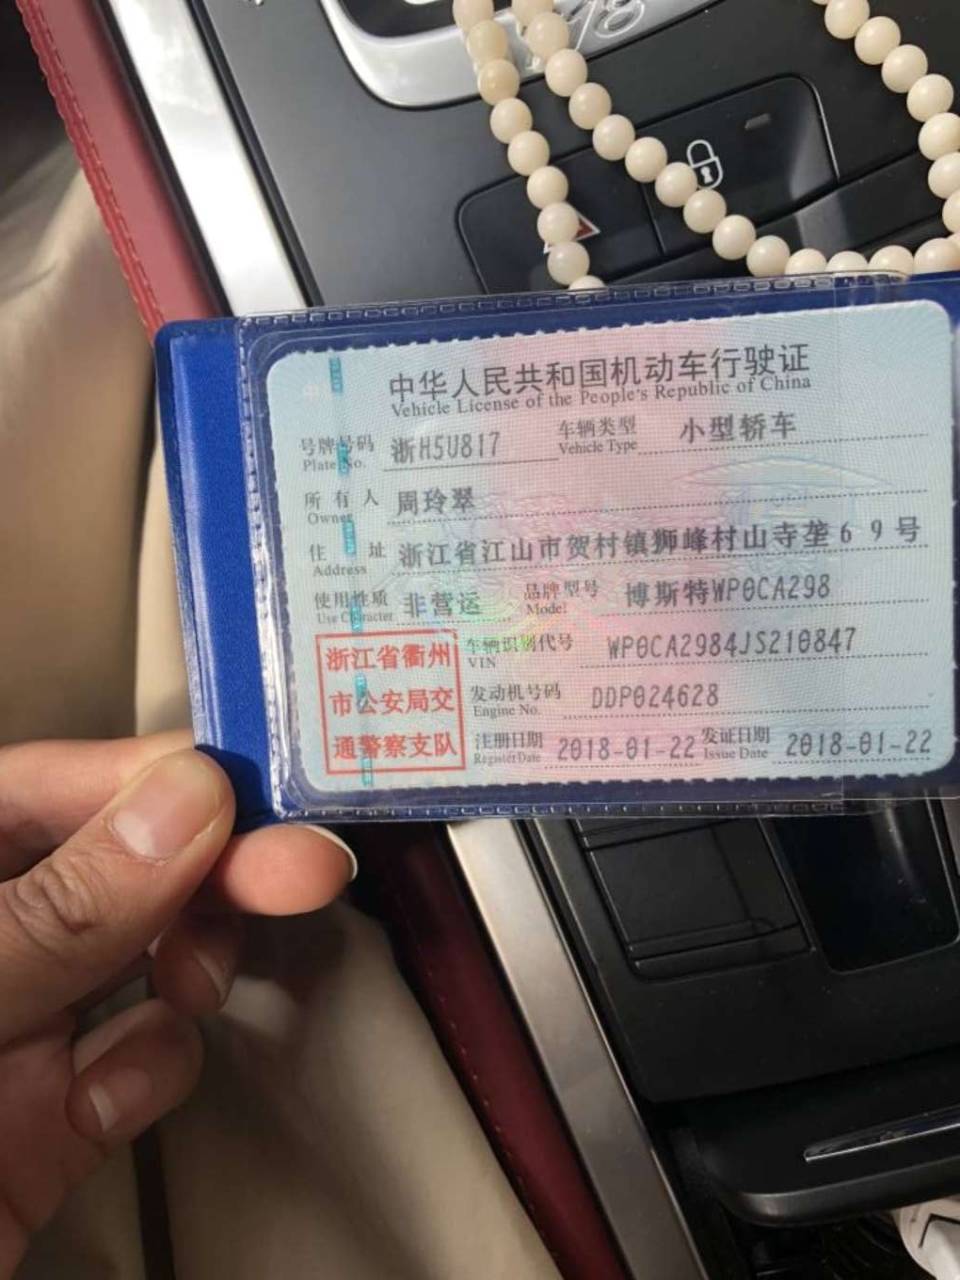 中华人民共和国机动车行驶证
Vehicle License of the People's Republic of China
号牌号码 浙H5U817 车辆类型 小型轿车
Plate No. Vehicle Type
所有人 周玲翠
Owner
住址 浙江省江山市贺村镇狮峰村山寺垄69号
Address
使用性质 非营运 品牌型号 博斯特WP0CA298
Use Character Model
浙江省衢州
市公安局交
通警察支队
车辆识别代号 WP0CA2984JS210847
VIN
发动机号码 DDP024628
Engine No.
注册日期 2018-01-22 发证日期 2018-01-22
Register Date Issue Date